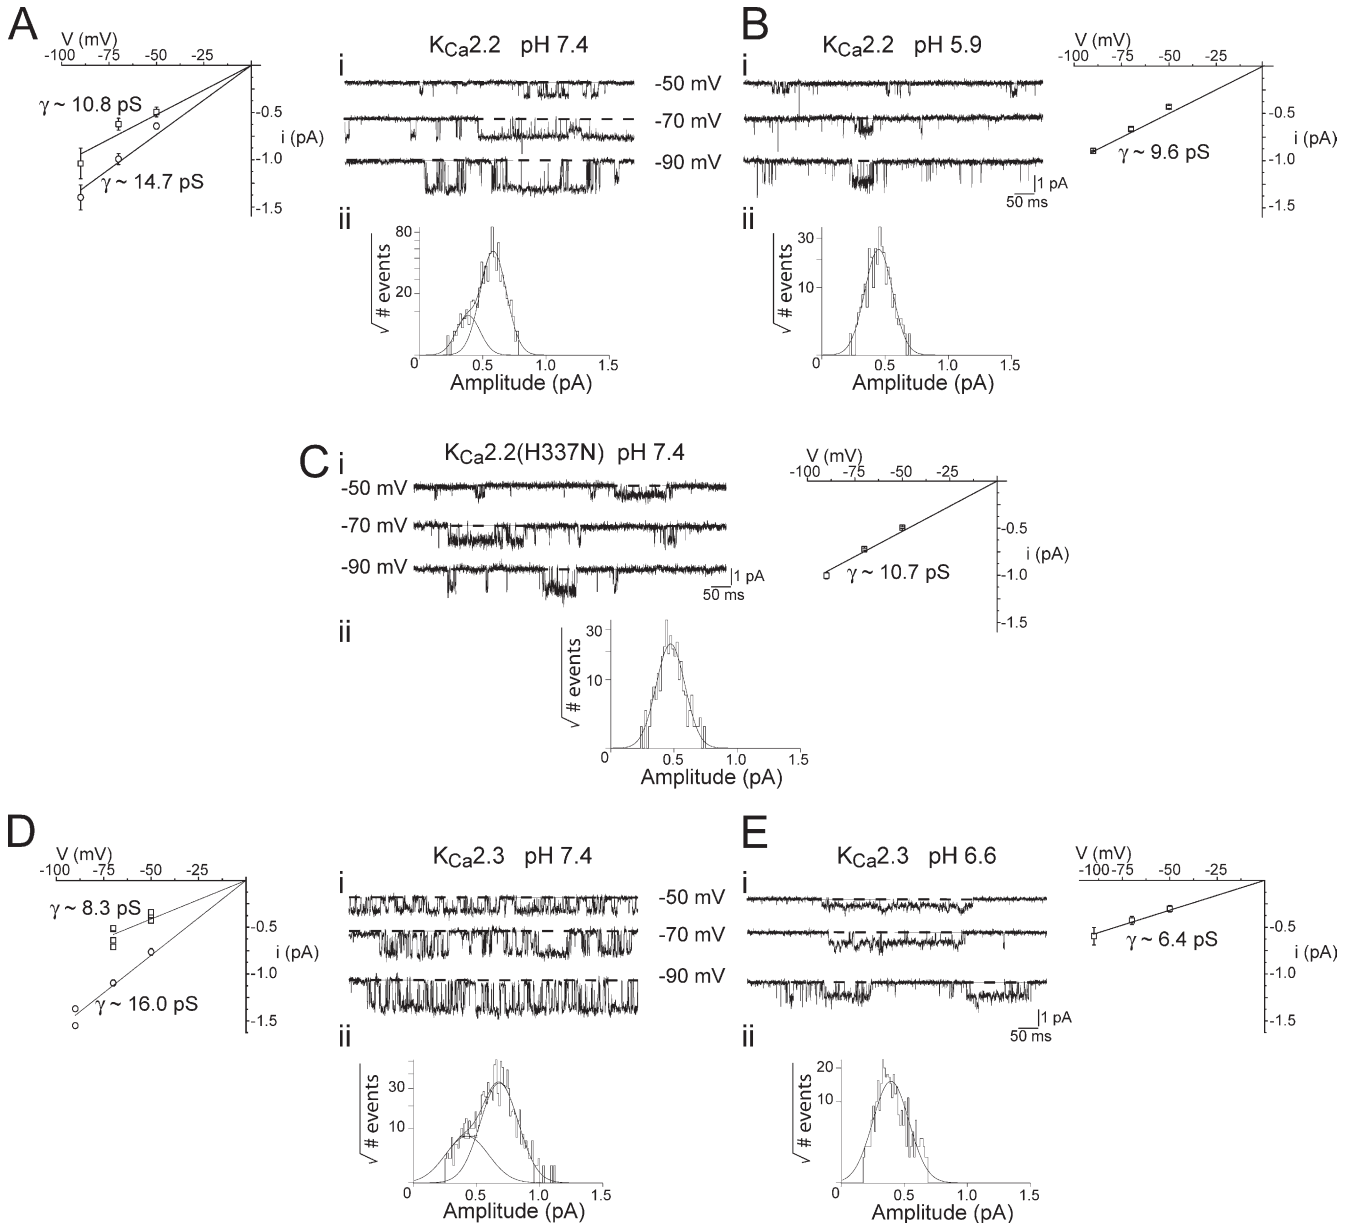 A
V (mV)
-100 -75 -50 -25
-0.5
-1.0
-1.5
i (pA)
γ ~ 10.8 pS
γ ~ 14.7 pS
KCa2.2 pH 7.4
i
-50 mV
-70 mV
-90 mV
ii
√# events
80
20
0 0.5 1.0 1.5
Amplitude (pA)
B
KCa2.2 pH 5.9
i
1 pA
50 ms
V (mV)
-100 -75 -50 -25
-0.5
-1.0
-1.5
i (pA)
γ ~ 9.6 pS
ii
√# events
30
10
0 0.5 1.0 1.5
Amplitude (pA)
C
i
KCa2.2(H337N) pH 7.4
-50 mV
-70 mV
-90 mV
1 pA
50 ms
V (mV)
-100 -75 -50 -25
-0.5
-1.0
-1.5
i (pA)
γ ~ 10.7 pS
ii
√# events
30
10
0 0.5 1.0 1.5
Amplitude (pA)
D
V (mV)
-100 -75 -50 -25
-0.5
-1.0
-1.5
i (pA)
γ ~ 8.3 pS
γ ~ 16.0 pS
KCa2.3 pH 7.4
i
-50 mV
-70 mV
-90 mV
ii
√# events
30
10
0 0.5 1.0 1.5
Amplitude (pA)
E
KCa2.3 pH 6.6
i
1 pA
50 ms
V (mV)
-100 -75 -50 -25
-0.5
-1.0
-1.5
i (pA)
γ ~ 6.4 pS
ii
√# events
20
10
0 0.5 1.0 1.5
Amplitude (pA)